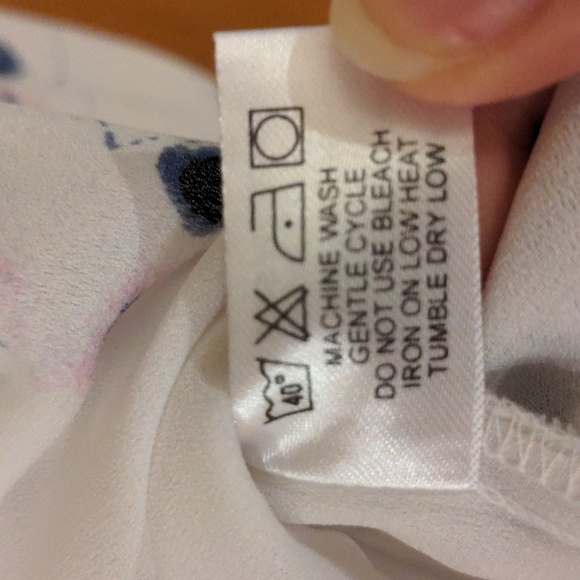 40°
MACHINE WASH
GENTLE CYCLE
DO NOT USE BLEACH
IRON ON LOW HEAT
TUMBLE DRY LOW